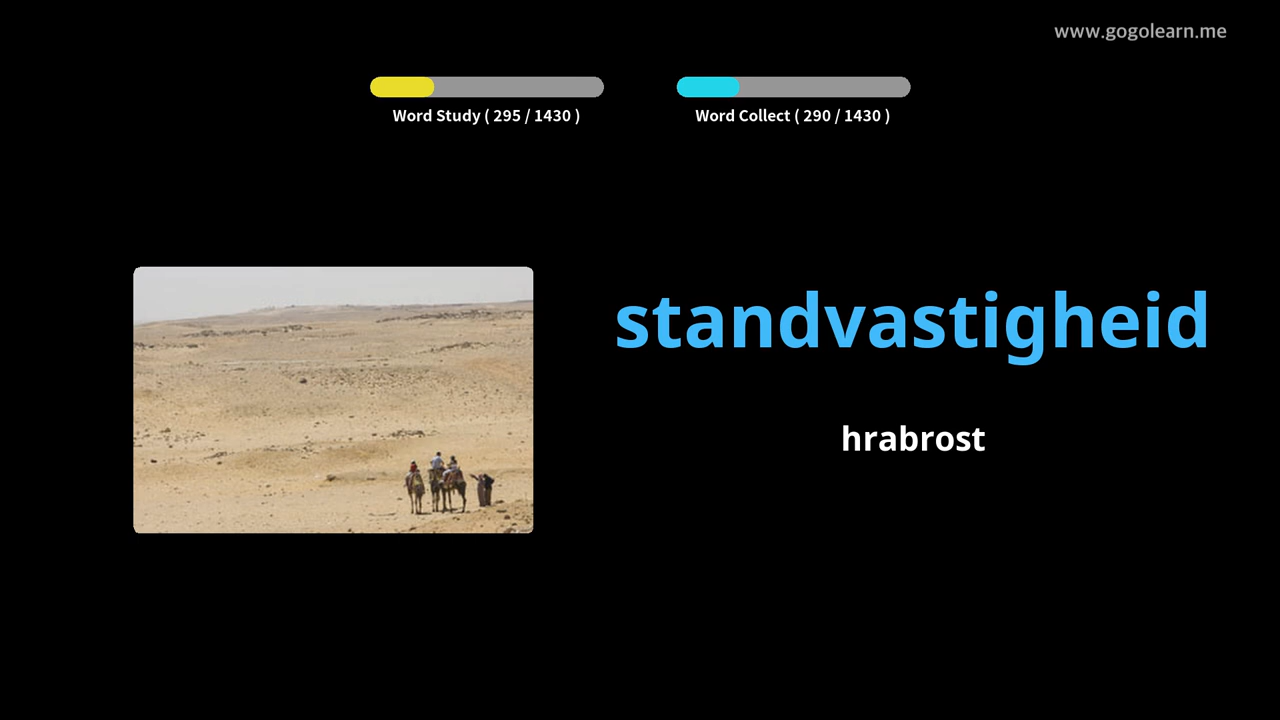 www.gogolearn.me
Word Study ( 295 / 1430 )
Word Collect ( 290 / 1430 )
standvastigheid
hrabrost